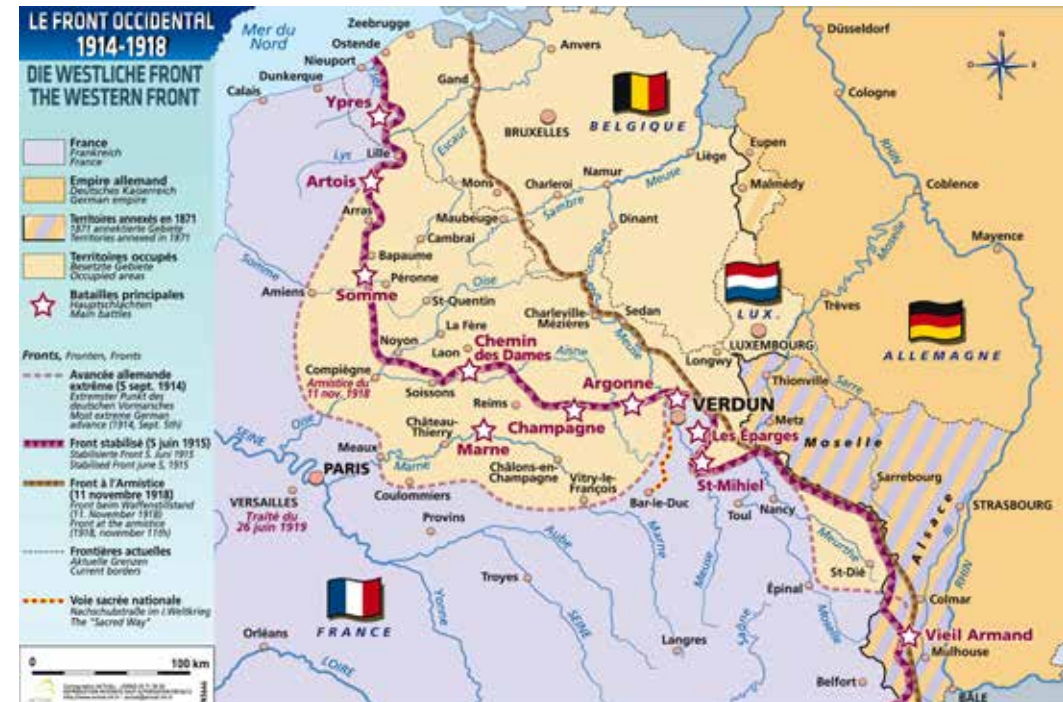 LE FRONT OCCIDENTAL
1914-1918
DIE WESTLICHE FRONT
THE WESTERN FRONT
France
Frankreich
France
Empire allemand
Deutsches Kaiserreich
German empire
Territoires annexés en 1871
1871 annektierte Gebiete
Territories annexed in 1871
Territoires occupés
Besetzte Gebiete
Occupied areas
Batailles principales
Hauptschlachten
Main battles
Fronts, Fronten, Fronts
Avancée allemande
extrême (5 sept. 1914)
Extremster Punkt des
deutschen Vormarsches
Most extreme German
advance (1914, Sept. 5th)
Front stabilisé (5 juin 1915)
Stabilisierte Front 5. Juni 1915
Stabilised Front june 5, 1915
Front à l'Armistice
(11 novembre 1918)
Front beim Waffenstillstand
(11. November 1918)
Front at the armistice
(1918, november 11th)
Frontières actuelles
Aktuelle Grenzen
Current borders
Voie sacrée nationale
Nachschubstraße im I.Weltkrieg
The "Sacred Way"
0 100 km
Mer du
Nord
Zeebrugge
Ostende
Nieuport
Dunkerque
Calais
Anvers
Gand
Yser
Ypres
BRUXELLES
BELGIQUE
Düsseldorf
Cologne
RHIN
N
E
S
O
Lys
Lille
Escaut
Artois
Arras
Mons
Charleroi
Namur
Meuse
Liège
Eupen
Malmédy
Coblence
Maubeuge
Sambre
Dinant
Cambrai
Bapaume
Mayence
Moselle
Somme
Amiens
Péronne
Somme
Oise
St-Quentin
Charleville-
Mézières
Sedan
Meuse
LUX.
LUXEMBOURG
Trèves
ALLEMAGNE
La Fère
Noyon
Laon
Chemin
des Dames
Aisne
Longwy
Thionville
Sarre
Compiègne
Armistice du
11 nov. 1918
Soissons
Reims
Argonne
VERDUN
Metz
Champagne
Les Éparges
Moselle
Château-
Thierry
Marne
Marne
Châlons-en-
Champagne
Vitry-le-
François
St-Mihiel
Sarrebourg
SEINE
Oise
Meaux
PARIS
Coulommiers
Bar-le-Duc
Toul
Nancy
Alsace
STRASBOURG
VERSAILLES
Traité du
26 juin 1919
Provins
Aube
Marne
Meuse
Meurthe
St-Dié
Ill
RHIN
Troyes
Épinal
Colmar
FRANCE
Yonne
SEINE
Saône
Moselle
Orléans
LOIRE
Langres
Vieil Armand
Mulhouse
Belfort
BÂLE